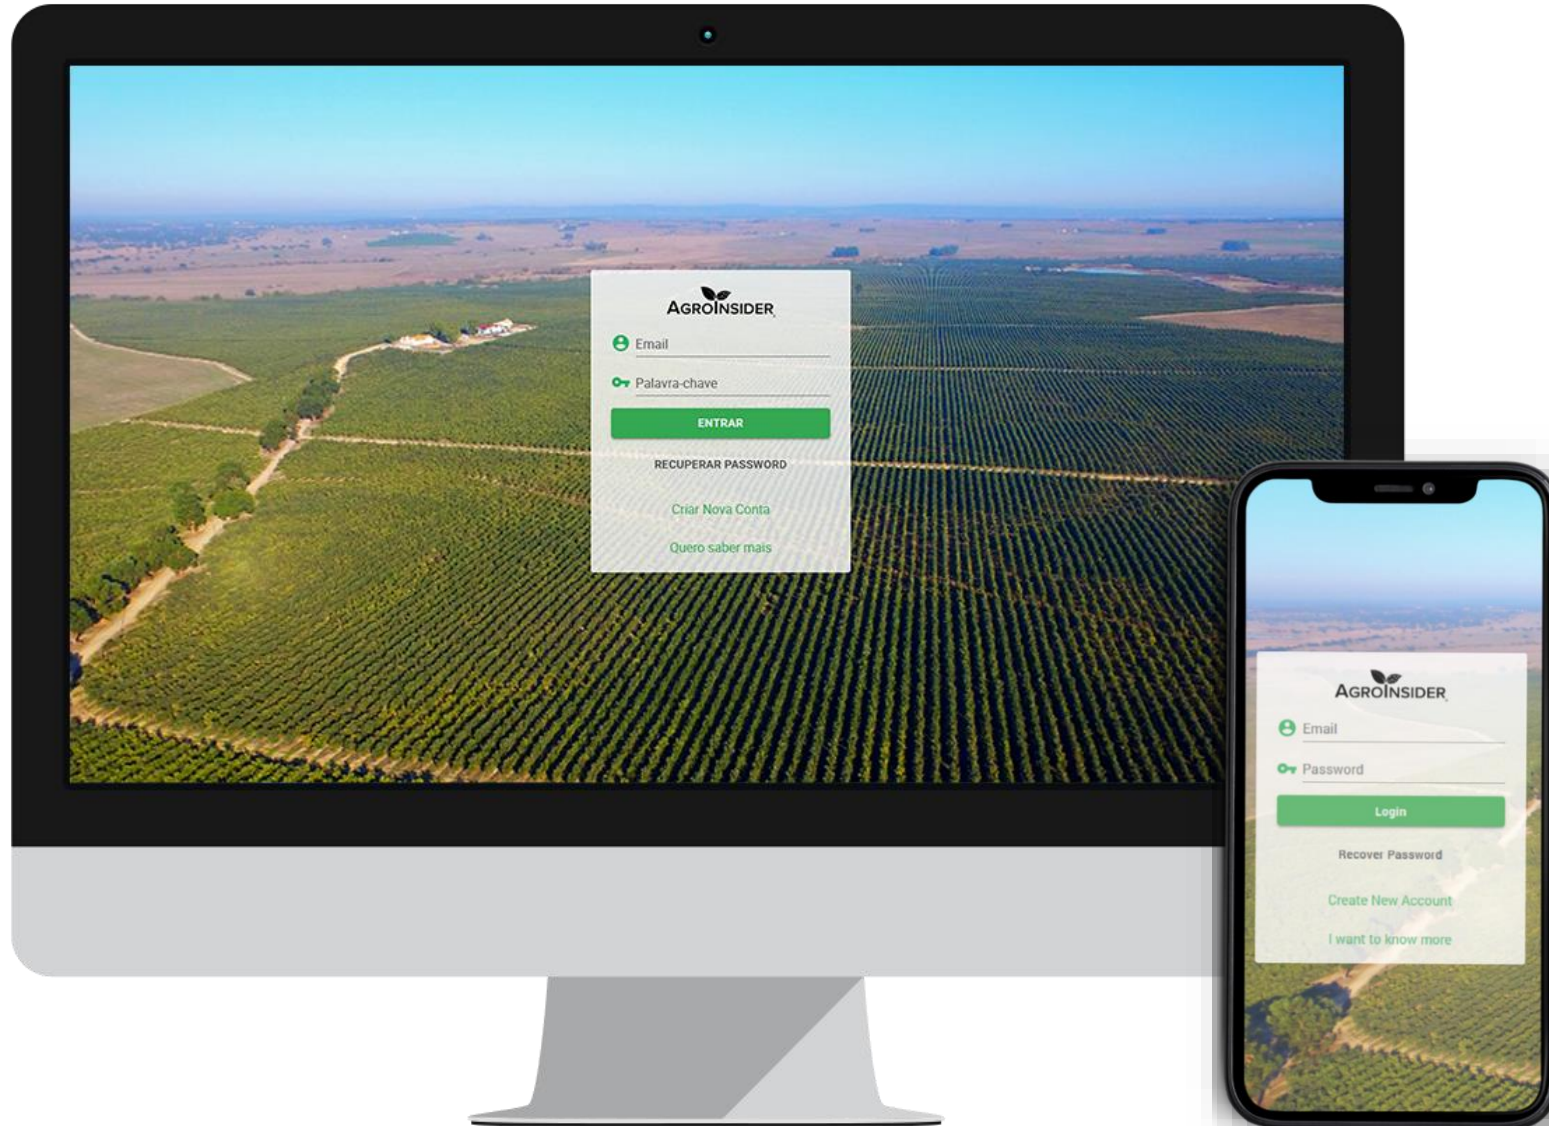 AGROINSIDER
Email
Palavra-chave
ENTRAR
RECUPERAR PASSWORD
Criar Nova Conta
Quero saber mais
AGROINSIDER
Email
Password
Login
Recover Password
Create New Account
I want to know more